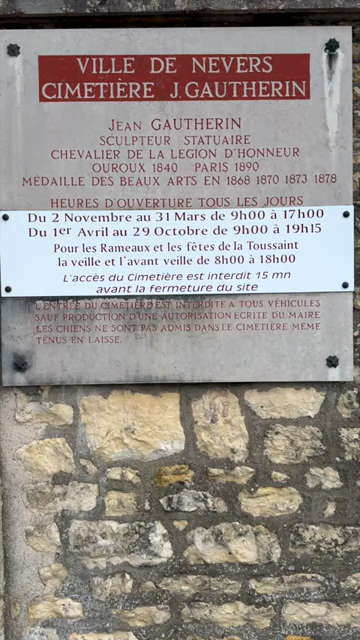 VILLE DE NEVERS
CIMETIÈRE J.GAUTHERIN
JEAN GAUTHERIN
SCULPTEUR STATUAIRE
CHEVALIER DE LA LEGION D'HONNEUR
OUROUX 1840 PARIS 1890
MEDAILLE DES BEAUX ARTS EN 1868 1870 1873 1878
HEURES D'OUVERTURE TOUS LES JOURS
Du 2 Novembre au 31 Mars de 9h00 à 17h00
Du 1er Avril au 29 Octobre de 9h00 à 19h15
Pour les Rameaux et les fêtes de la Toussaint
la veille et l'avant veille de 8h00 à 18h00
L'accès du Cimetière est interdit 15 mn
avant la fermeture du site
L'ENTREE DU CIMETIERE EST INTERDITE A TOUS VÉHICULES
SAUF PRODUCTION D'UNE AUTORISATION ECRITE DU MAIRE
LES CHIENS NE SONT PAS ADMIS DANS LE CIMETIÈRE MEME
TENUS EN LAISSE.